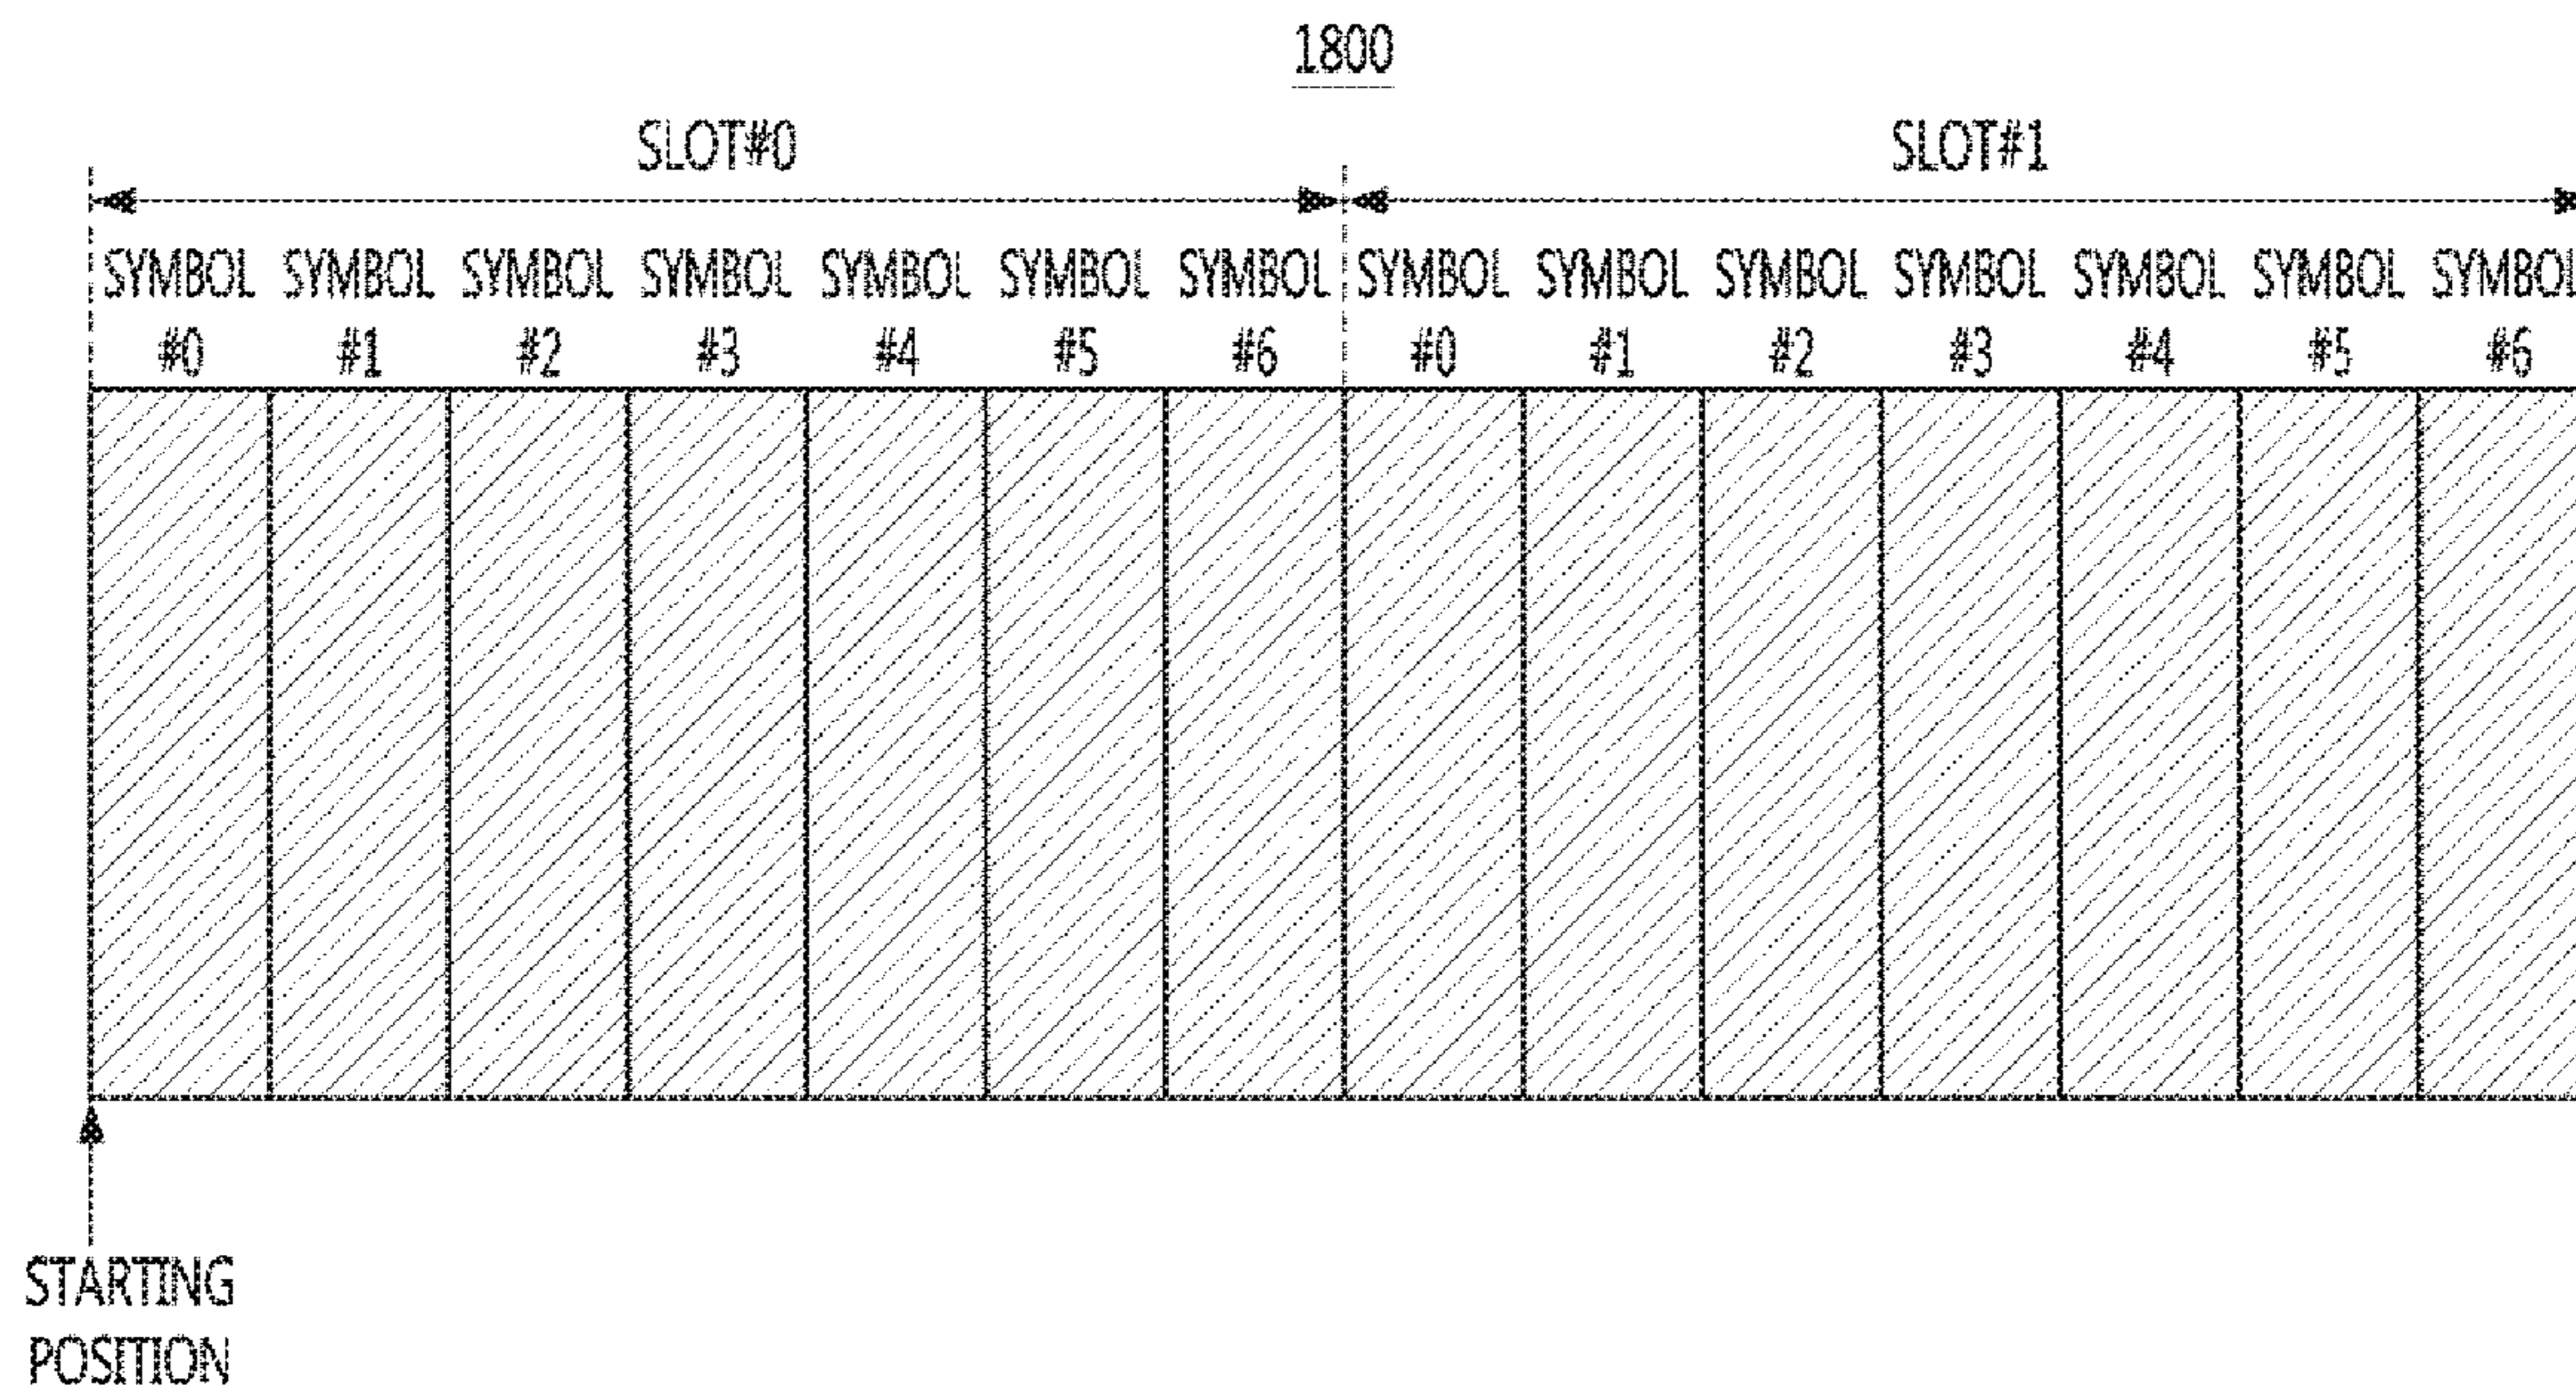 1800
SLOT#0 SLOT#1
SYMBOL SYMBOL SYMBOL SYMBOL SYMBOL SYMBOL SYMBOL SYMBOL SYMBOL SYMBOL SYMBOL SYMBOL SYMBOL SYMBOL
#0 #1 #2 #3 #4 #5 #6 #0 #1 #2 #3 #4 #5 #6
STARTING
POSITION